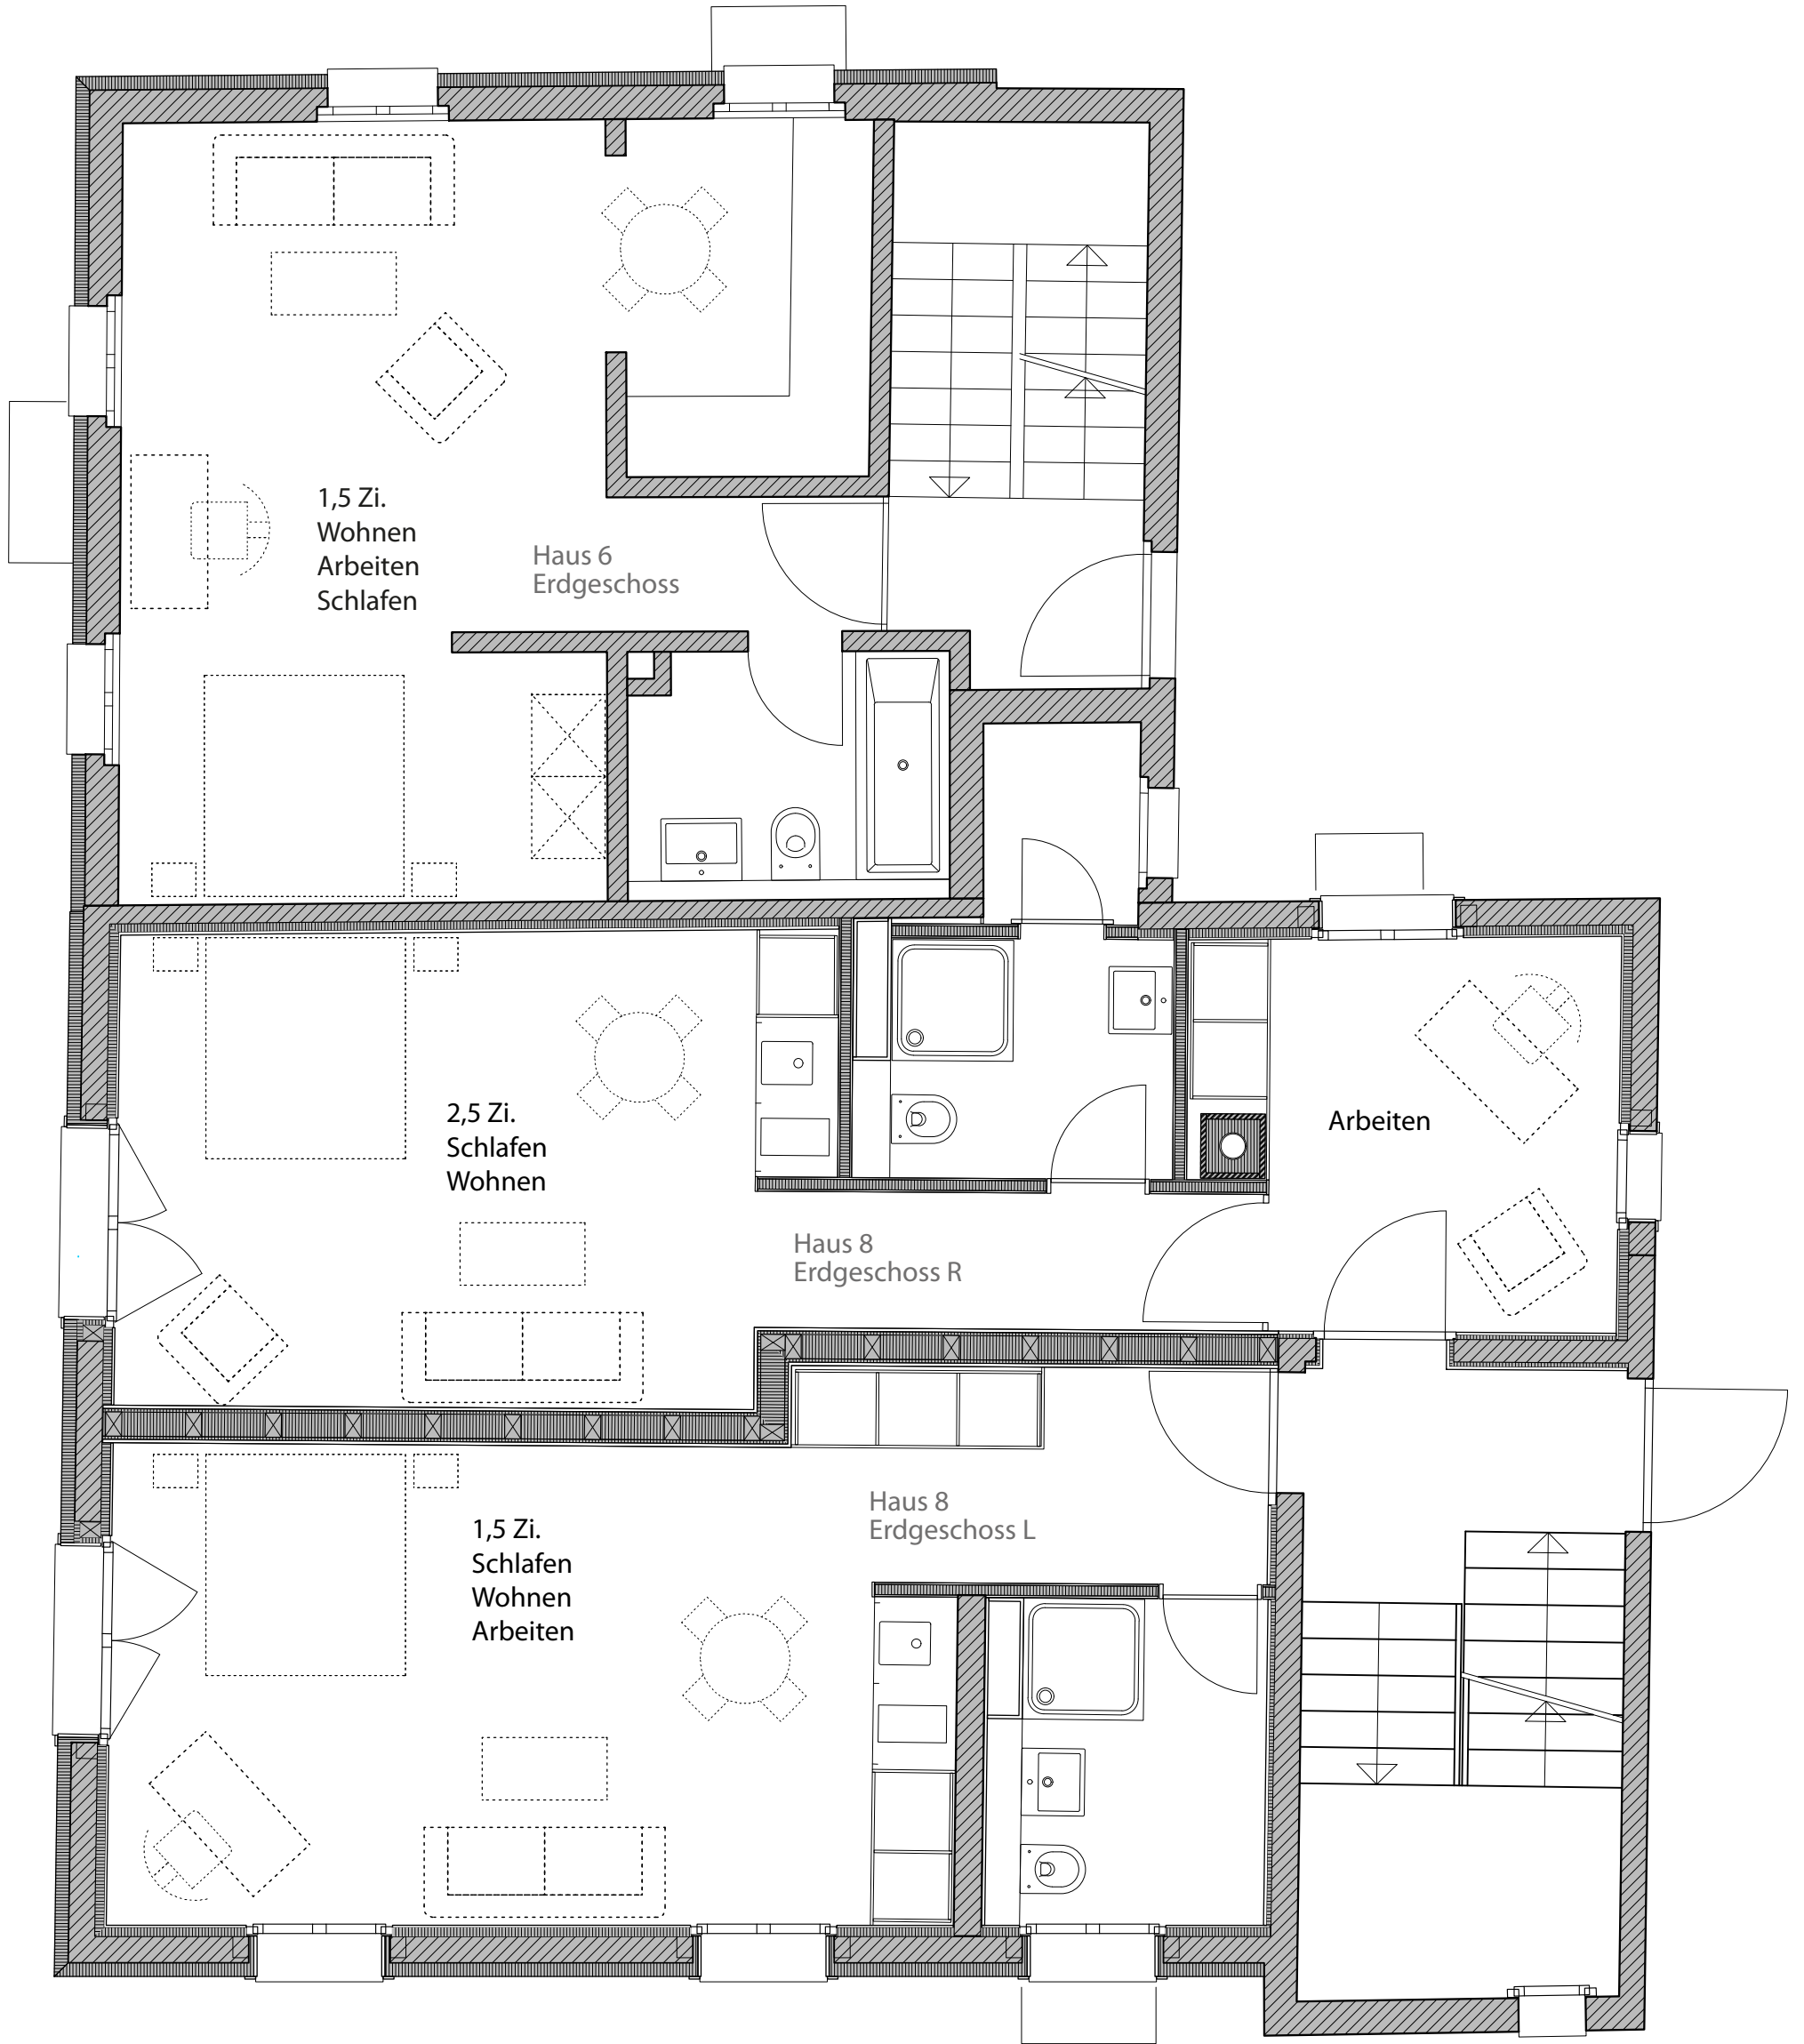 1,5 Zi.
Wohnen
Arbeiten
Schlafen
Haus 6
Erdgeschoss
2,5 Zi.
Schlafen
Wohnen
Arbeiten
Haus 8
Erdgeschoss R
Haus 8
Erdgeschoss L
1,5 Zi.
Schlafen
Wohnen
Arbeiten